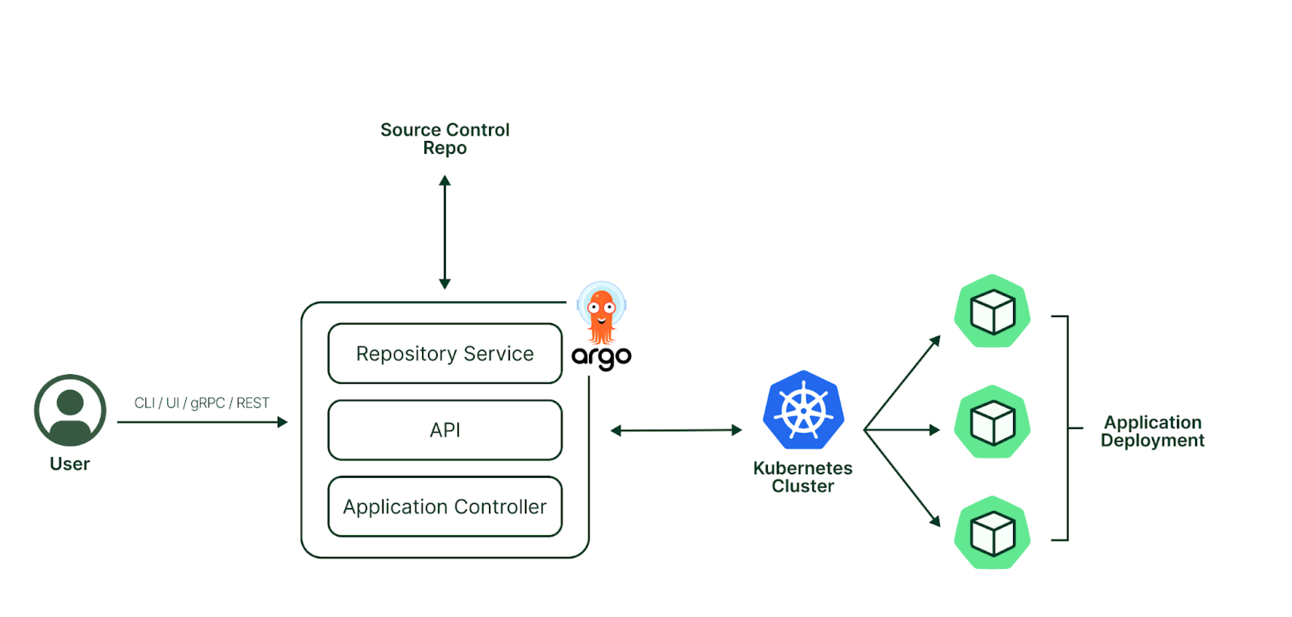 Source Control
Repo
Repository Service
argo
API
Application Controller
CLI / UI / gRPC / REST
User
Kubernetes
Cluster
Application
Deployment